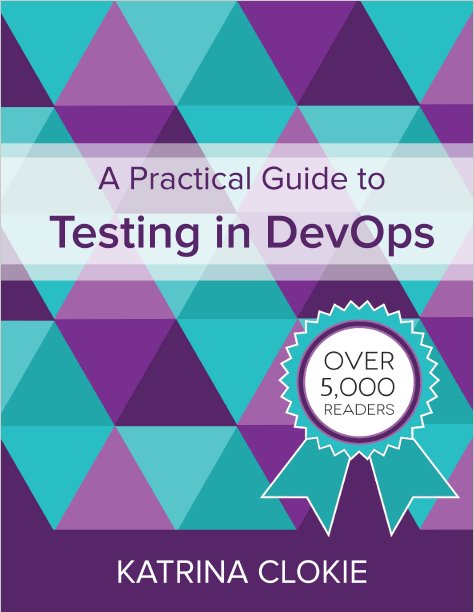 A Practical Guide to
Testing in DevOps
OVER
5,000
READERS
KATRINA CLOKIE